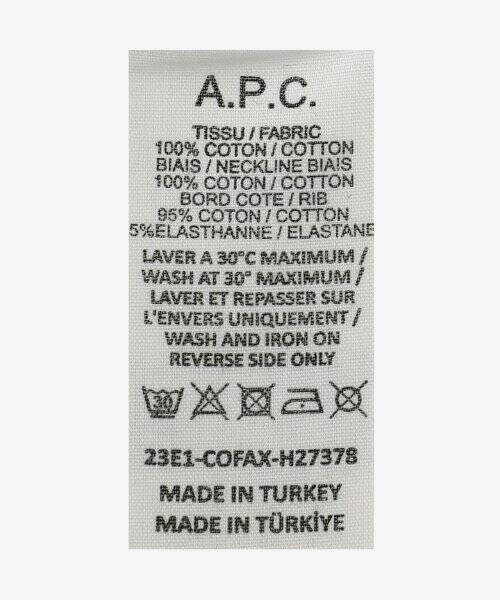 A.P.C.
TISSU / FABRIC
100% COTON / COTTON
BIAIS / NECKLINE BIAIS
100% COTON / COTTON
BORD COTE / RIB
95% COTON / COTTON
5%ELASTHANNE / ELASTANE
LAVER A 30°C MAXIMUM /
WASH AT 30° MAXIMUM /
LAVER ET REPASSER SUR
L'ENVERS UNIQUEMENT /
WASH AND IRON ON
REVERSE SIDE ONLY
30
23E1-COFAX-H27378
MADE IN TURKEY
MADE IN TÜRKİYE